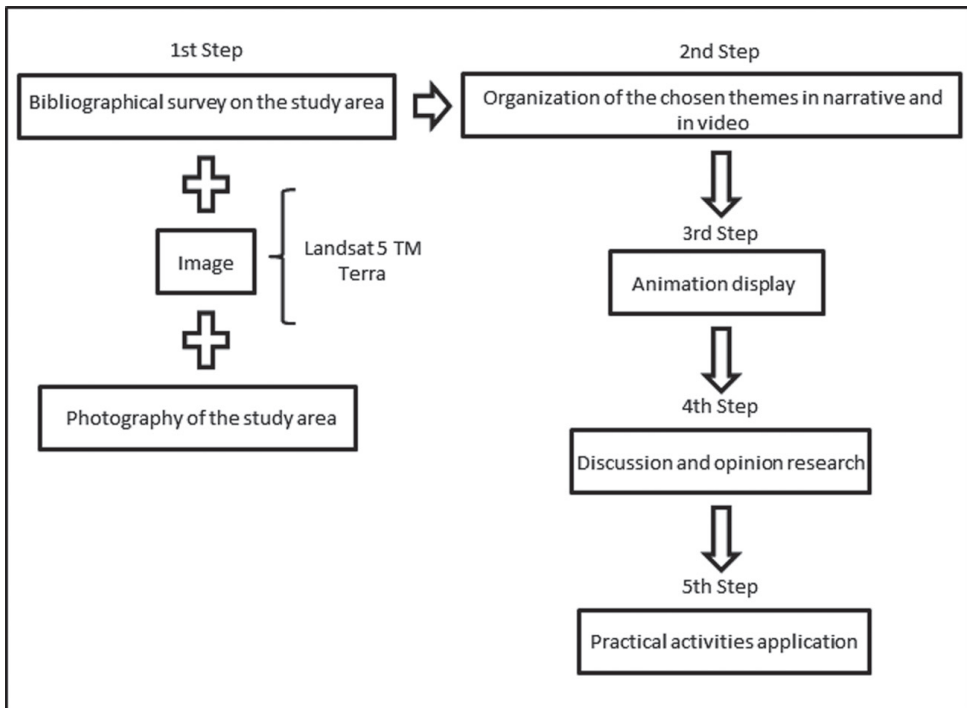 1st Step
Bibliographical survey on the study area
Image
Landsat 5 TM
Terra
Photography of the study area
2nd Step
Organization of the chosen themes in narrative and
in video
3rd Step
Animation display
4th Step
Discussion and opinion research
5th Step
Practical activities application